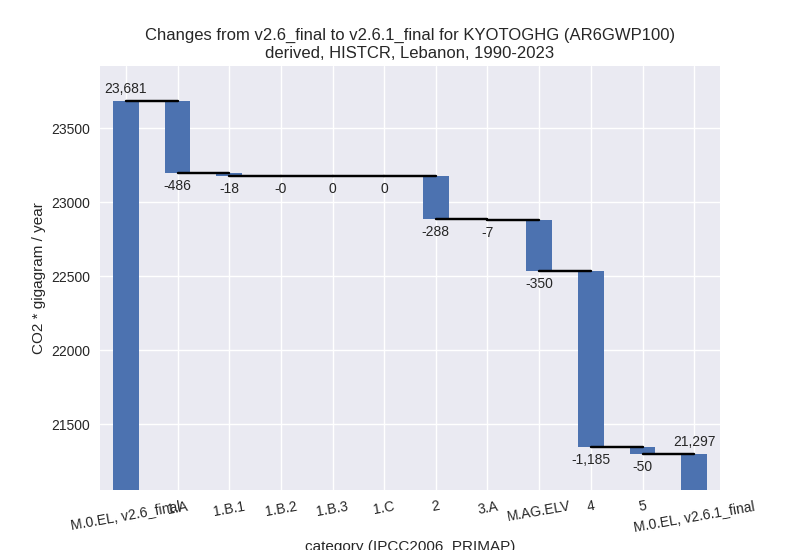 Changes from v2.6_final to v2.6.1_final for KYOTOGHG (AR6GWP100)
derived, HISTCR, Lebanon, 1990-2023
CO2 * gigagram / year
23500
23000
22500
22000
21500
23,681
-486
-18
-0
0
0
-288
-7
-350
-1,185
-50
21,297
M.0.EL, v2.6_final
1.A
1.B.1
1.B.2
1.B.3
1.C
2
3.A
M.AG.ELV
4
5
M.0.EL, v2.6.1_final
category (IPCC2006_PRIMAP)